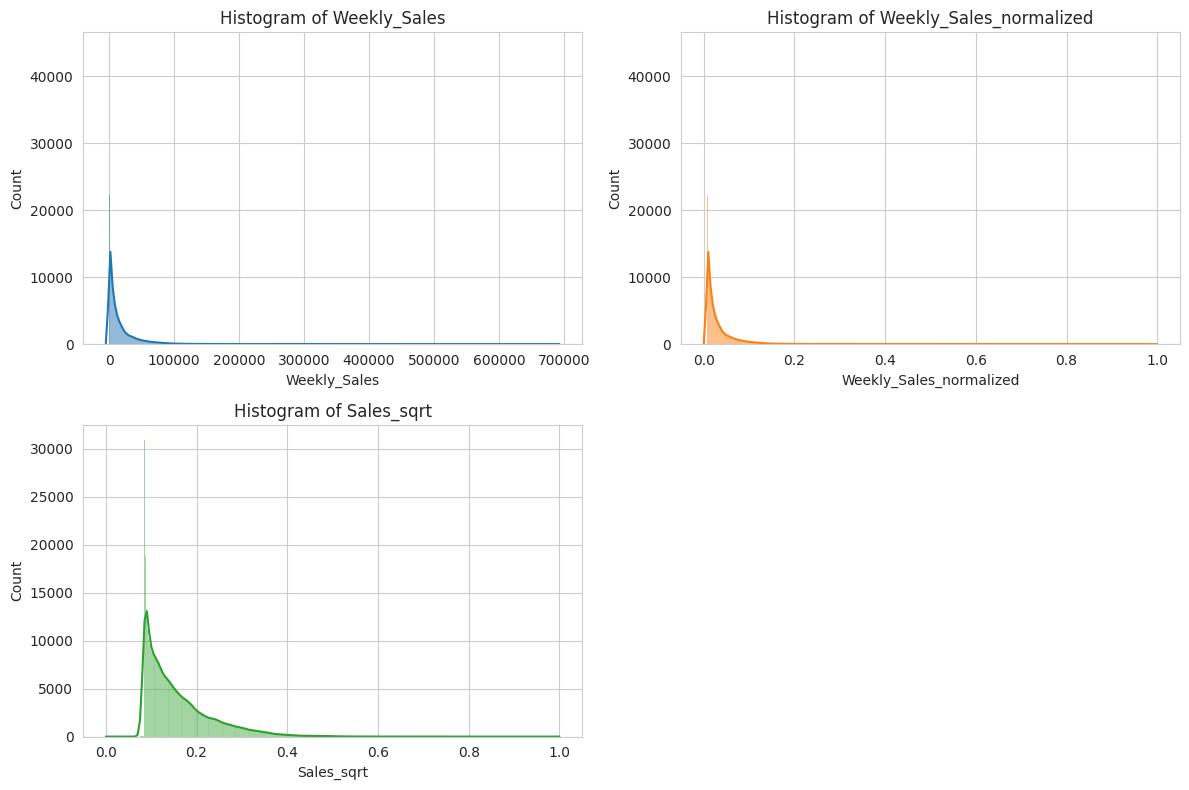 Histogram of Weekly_Sales
40000
30000
20000
10000
0
Count
0 100000 200000 300000 400000 500000 600000 700000
Weekly_Sales
Histogram of Weekly_Sales_normalized
40000
30000
20000
10000
0
Count
0.0 0.2 0.4 0.6 0.8 1.0
Weekly_Sales_normalized
Histogram of Sales_sqrt
30000
25000
20000
15000
10000
5000
0
Count
0.0 0.2 0.4 0.6 0.8 1.0
Sales_sqrt